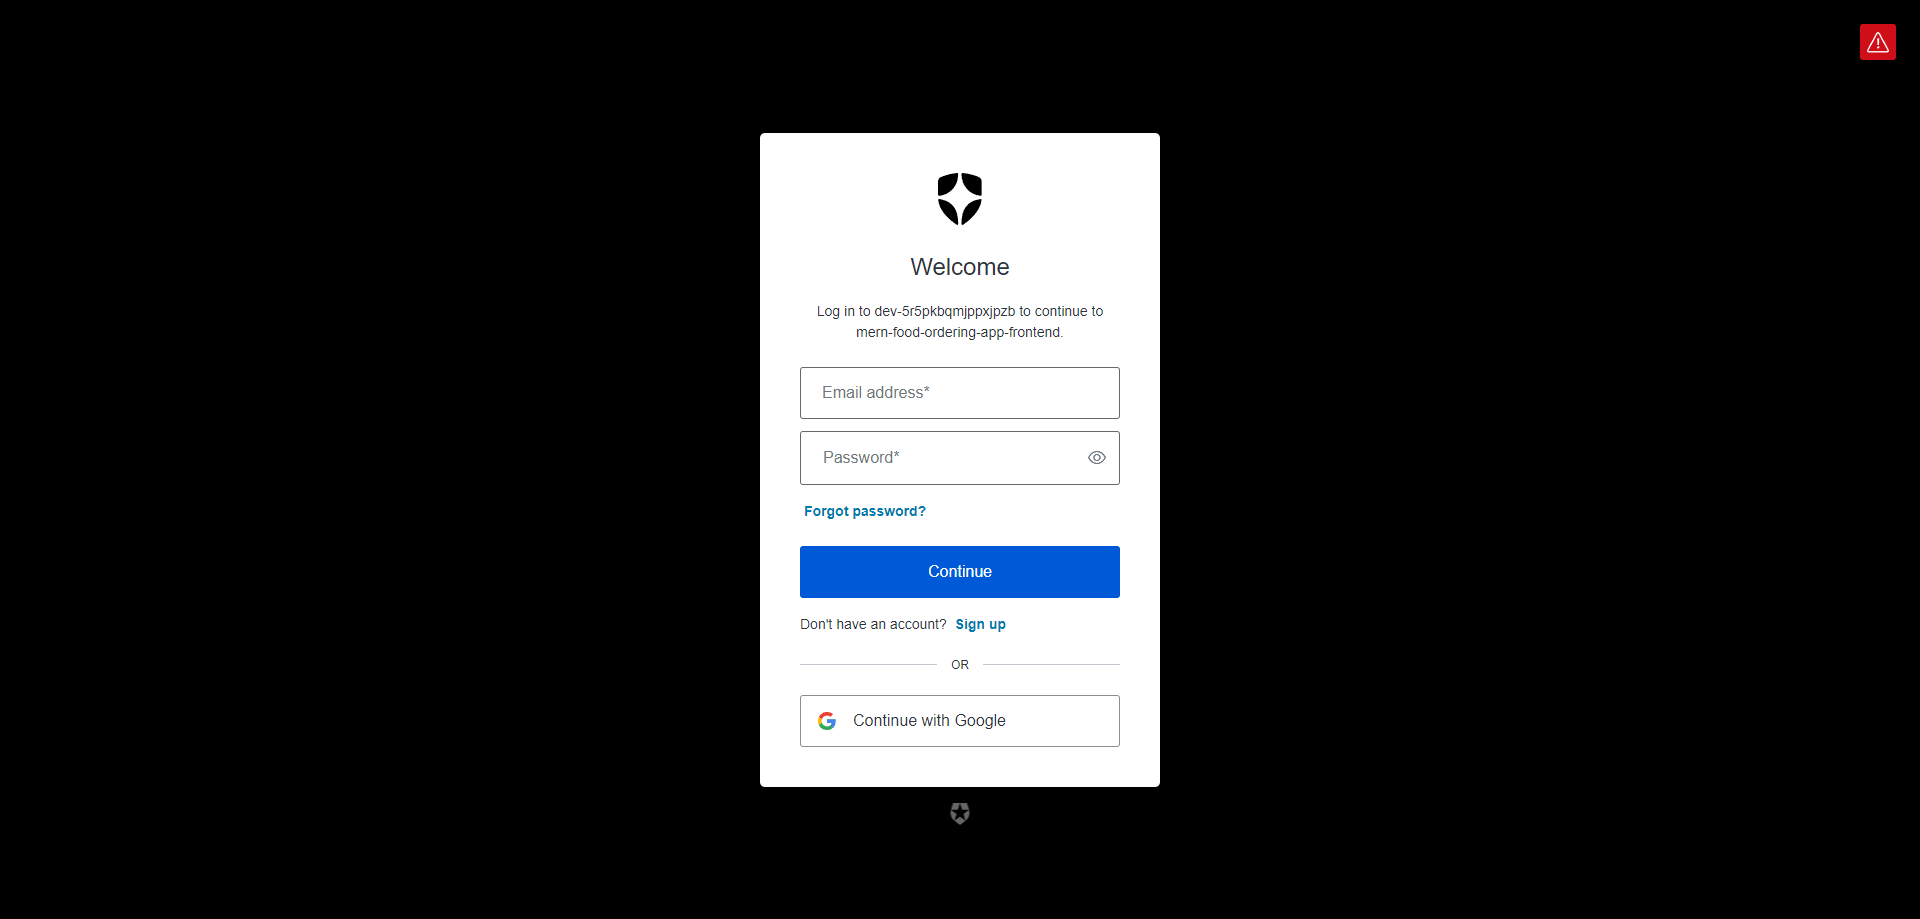 Welcome
Log in to dev-5r5pkbqmjppxjpzb to continue to
mern-food-ordering-app-frontend.
Email address*
Password*
Forgot password?
Continue
Don't have an account? Sign up
OR
Continue with Google